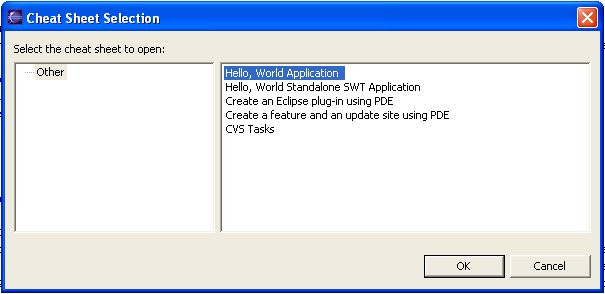 Cheat Sheet Selection
Select the cheat sheet to open:
Other
Hello, World Application
Hello, World Standalone SWT Application
Create an Eclipse plug-in using PDE
Create a feature and an update site using PDE
CVS Tasks
OK
Cancel